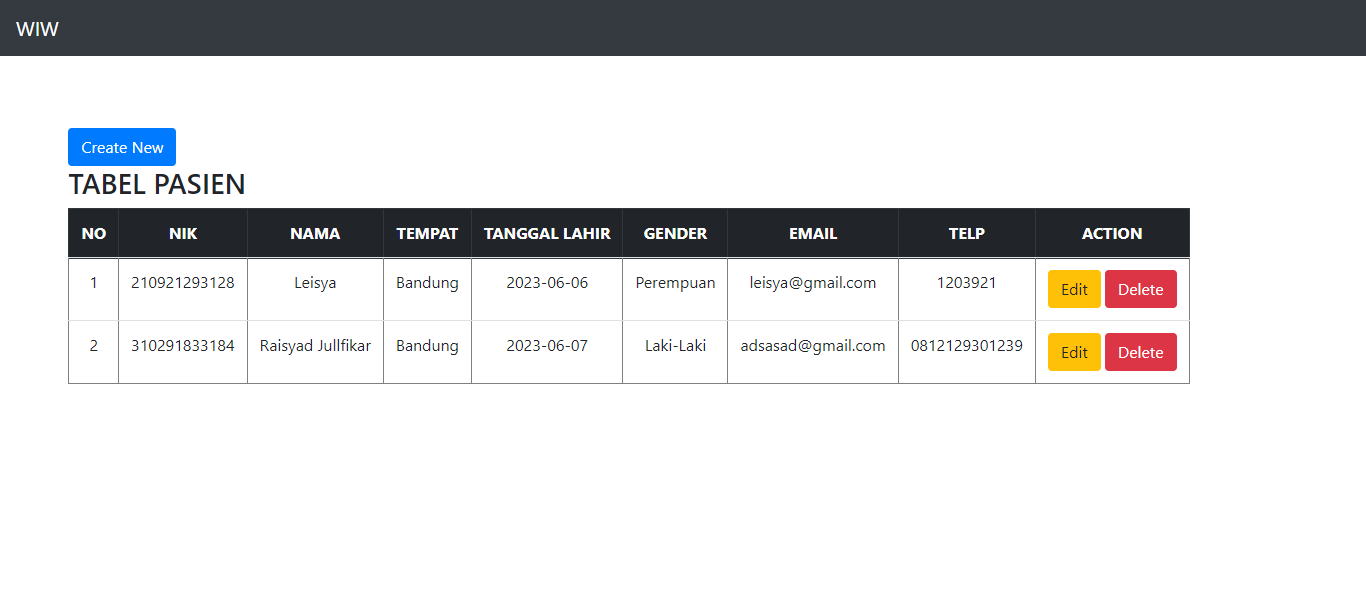 WIW
Create New
TABEL PASIEN
NO NIK NAMA TEMPAT TANGGAL LAHIR GENDER EMAIL TELP ACTION
1 210921293128 Leisya Bandung 2023-06-06 Perempuan leisya@gmail.com 1203921 Edit Delete
2 310291833184 Raisyad Jullfikar Bandung 2023-06-07 Laki-Laki adsasad@gmail.com 0812129301239 Edit Delete